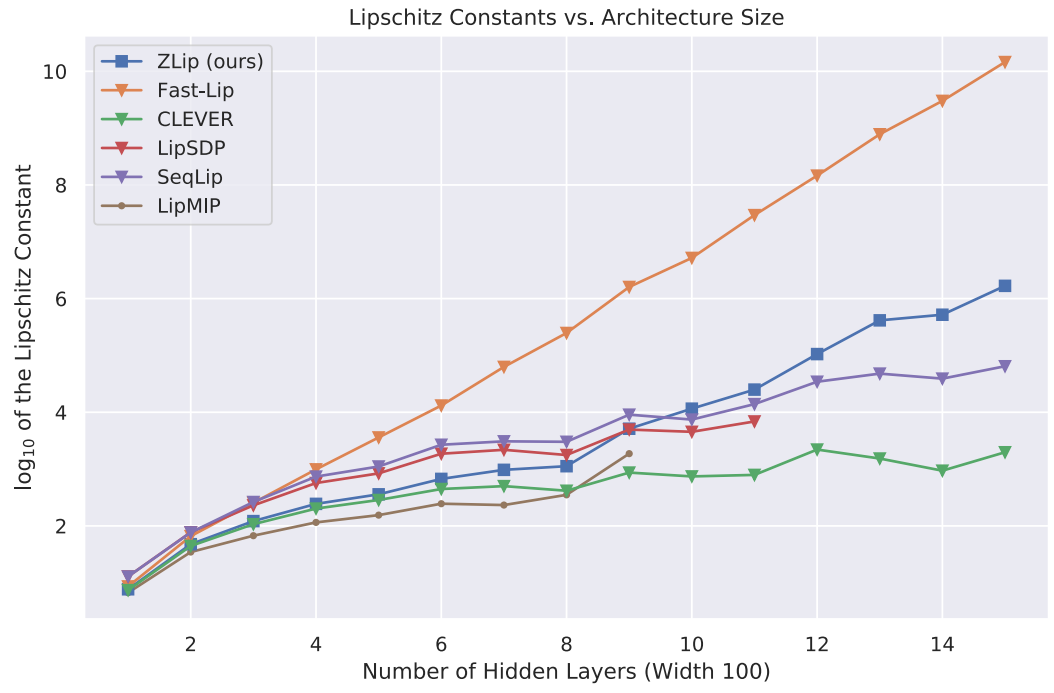 Lipschitz Constants vs. Architecture Size
ZLip (ours)
Fast-Lip
CLEVER
LipSDP
SeqLip
LipMIP
10
8
6
4
2
log₁₀ of the Lipschitz Constant
2 4 6 8 10 12 14
Number of Hidden Layers (Width 100)